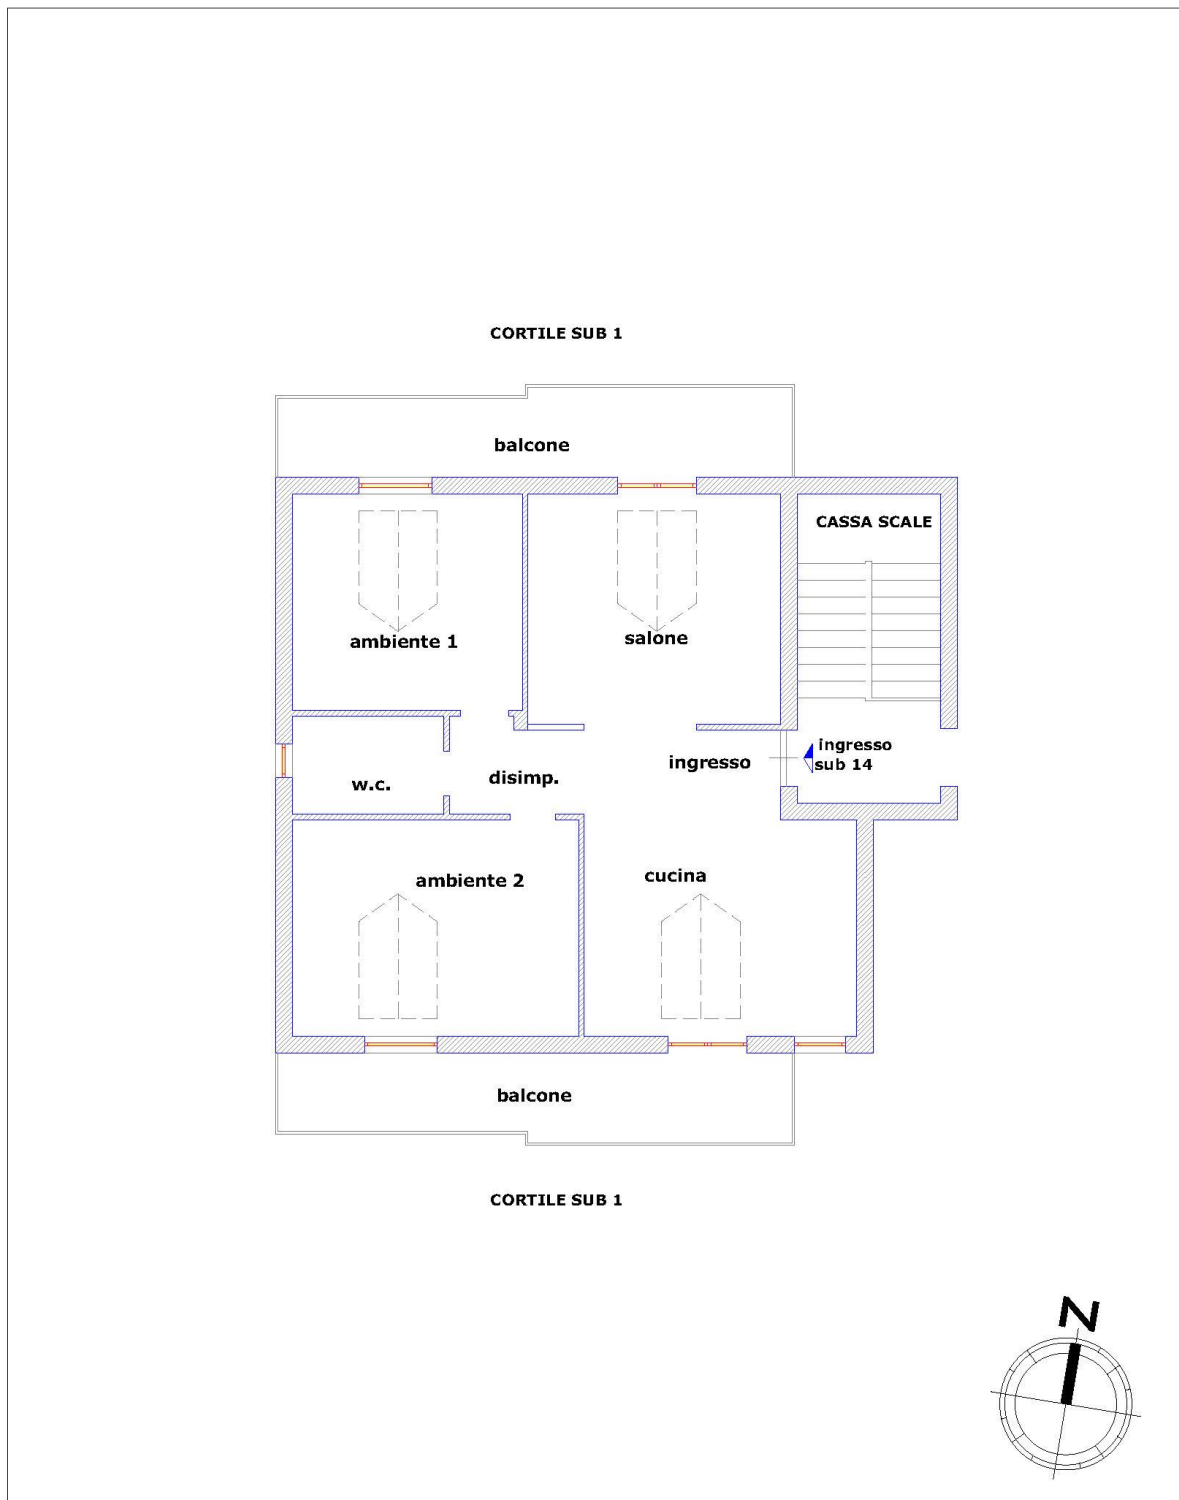 CORTILE SUB 1
balcone
CASSA SCALE
ambiente 1
salone
ingresso
sub 14
ingresso
disimp.
w.c.
ambiente 2
cucina
balcone
CORTILE SUB 1
N